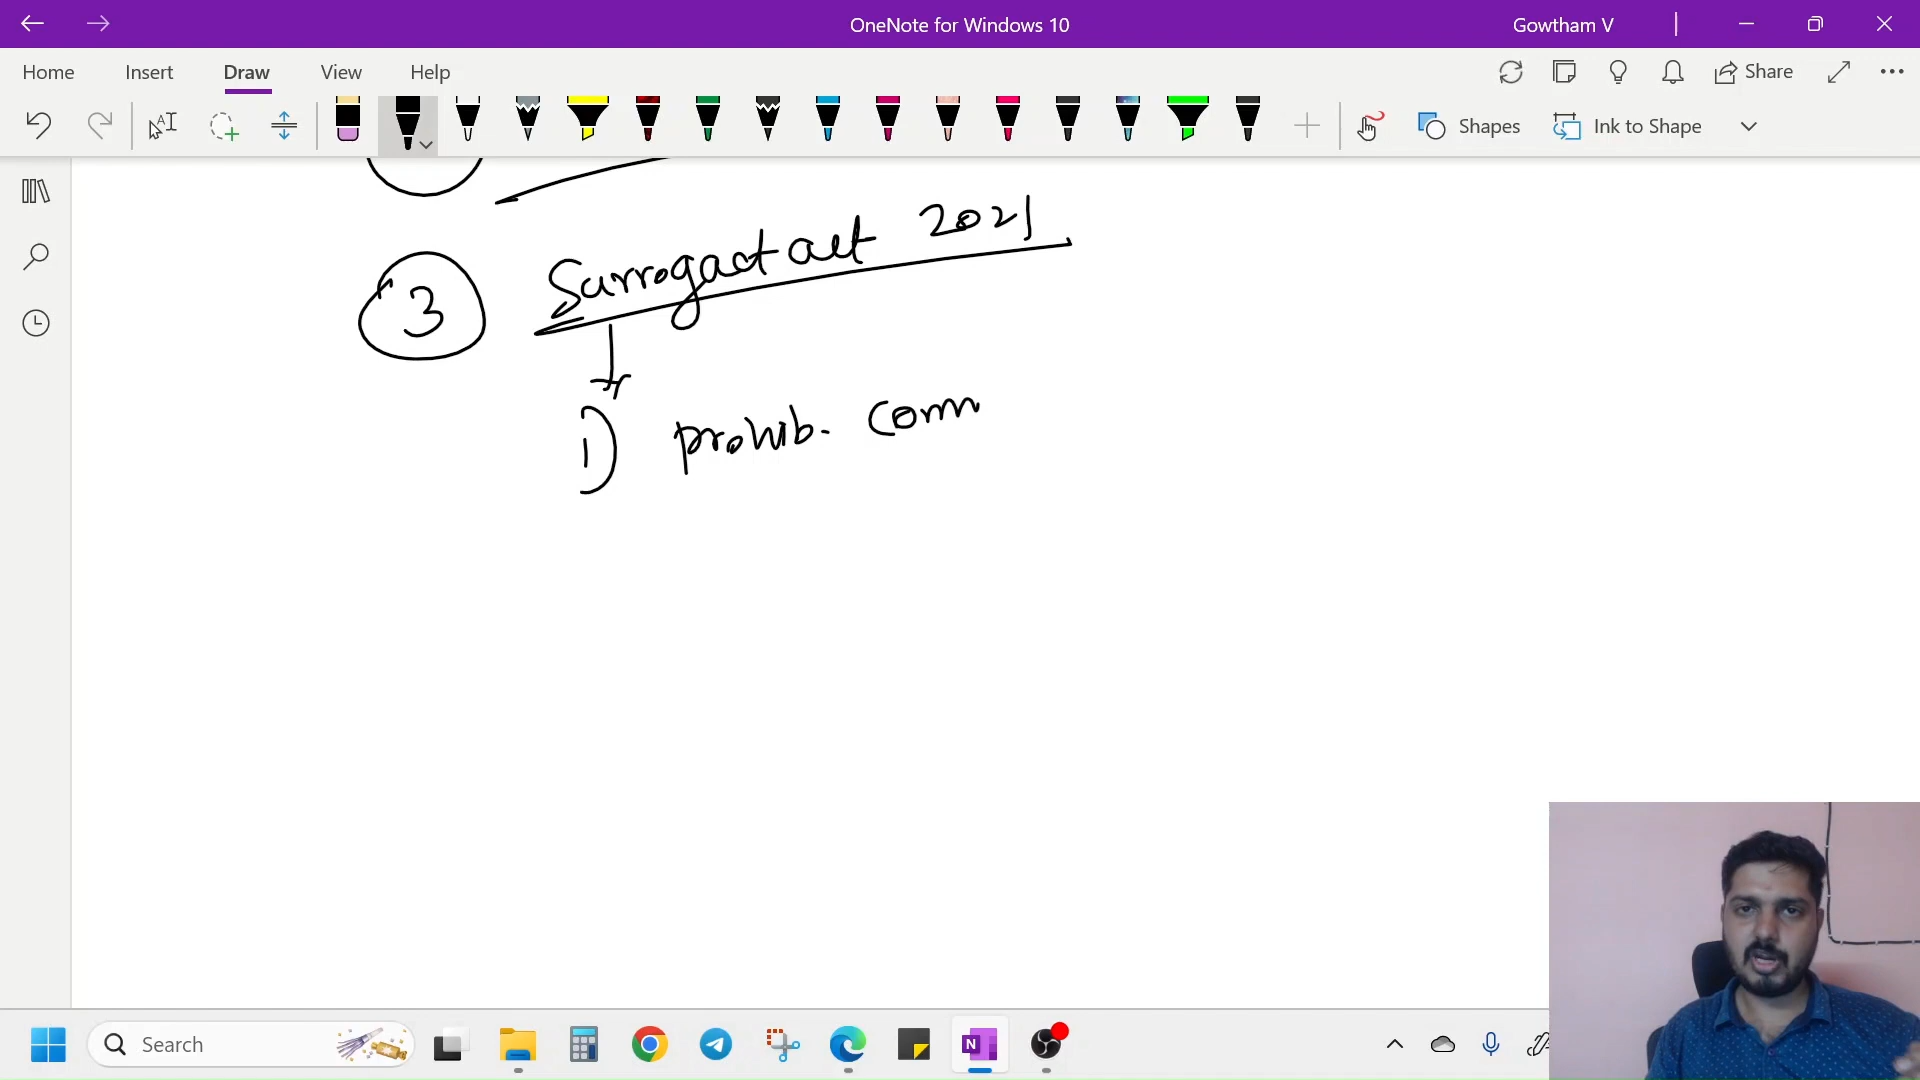 OneNote for Windows 10
Gowtham V
Home Insert Draw View Help
Share
Shapes
Ink to Shape
3 Surrogact act 2021
1) prohib. Comm
Search